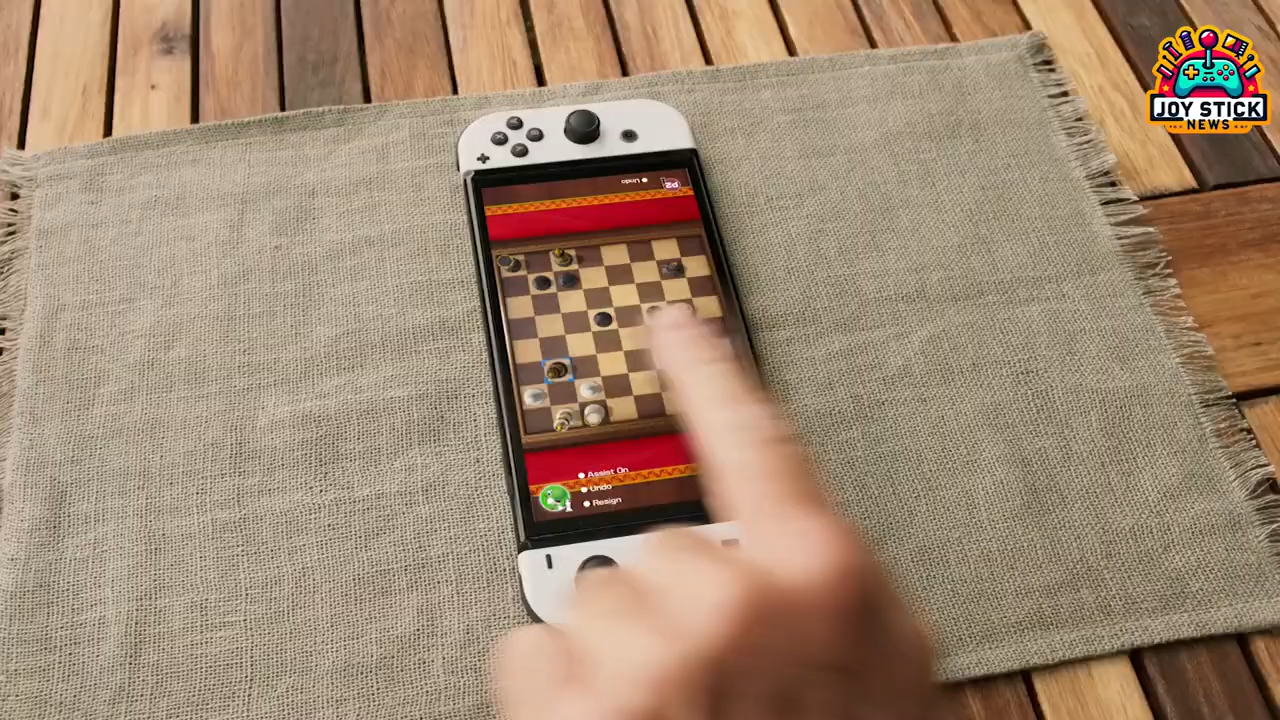 JOY STICK
NEWS
Undo
P2
Assist On
Undo
Resign